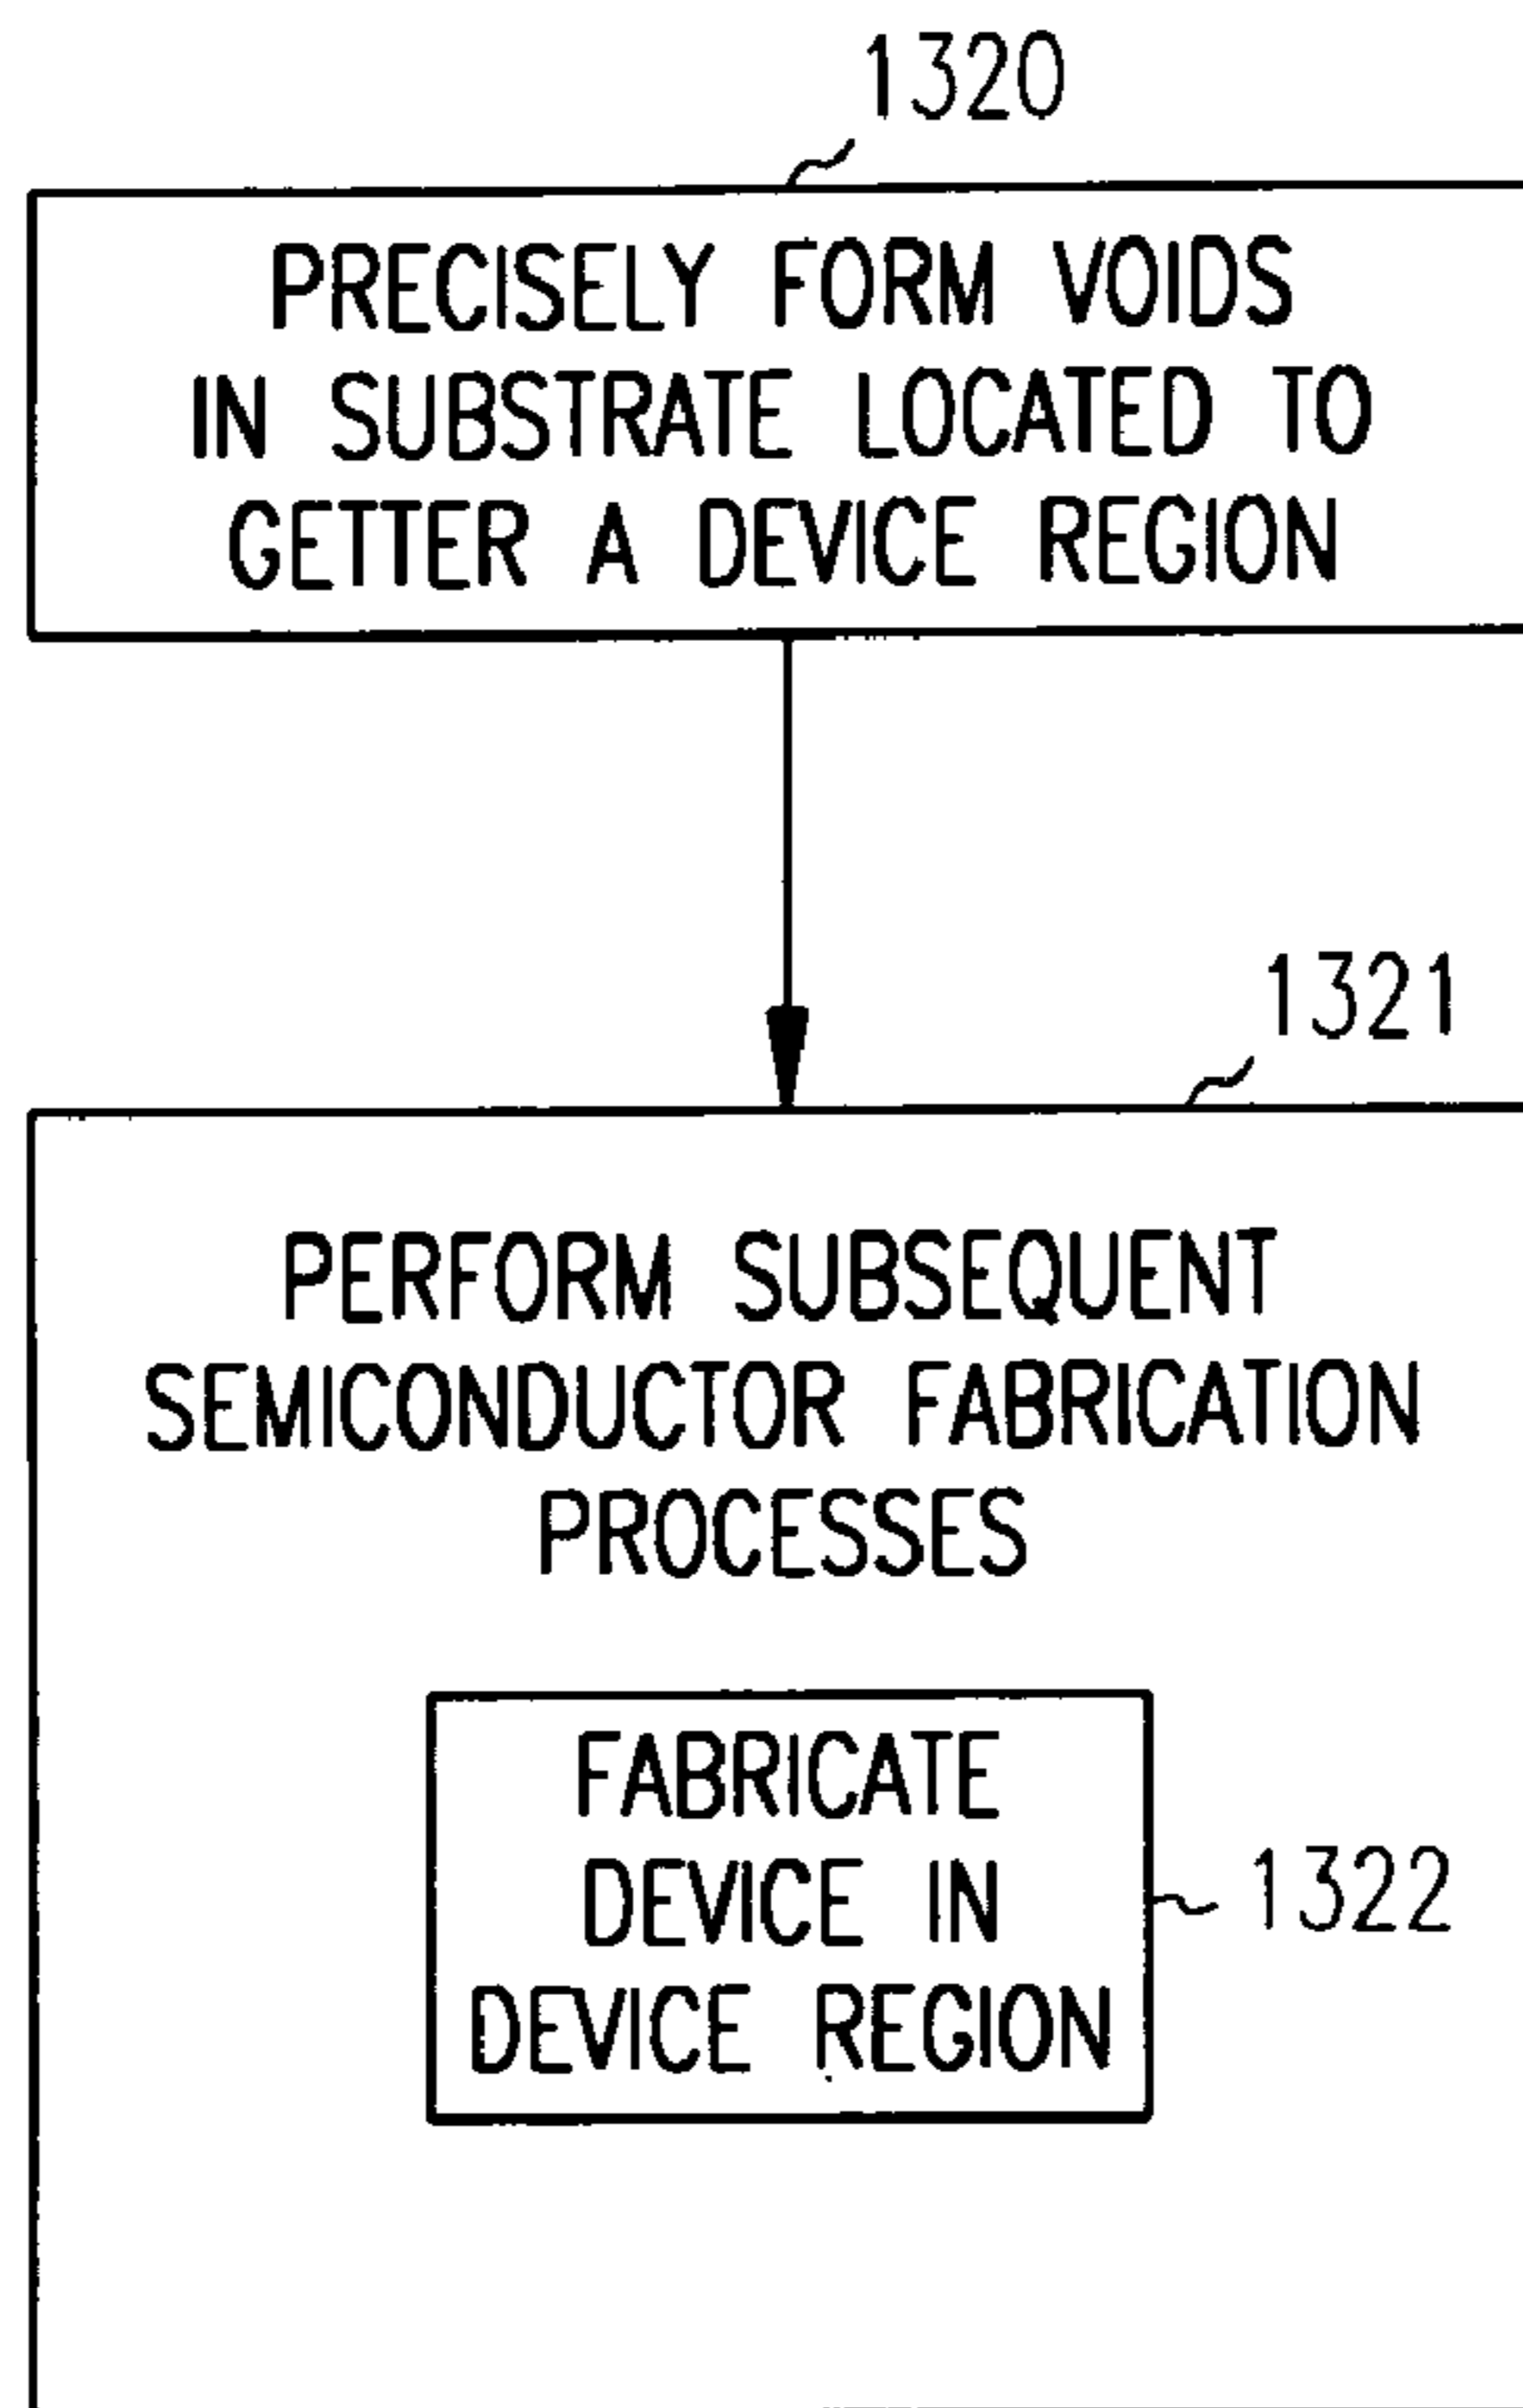 1320
PRECISELY FORM VOIDS
IN SUBSTRATE LOCATED TO
GETTER A DEVICE REGION
1321
PERFORM SUBSEQUENT
SEMICONDUCTOR FABRICATION
PROCESSES
FABRICATE
DEVICE IN
DEVICE REGION
1322